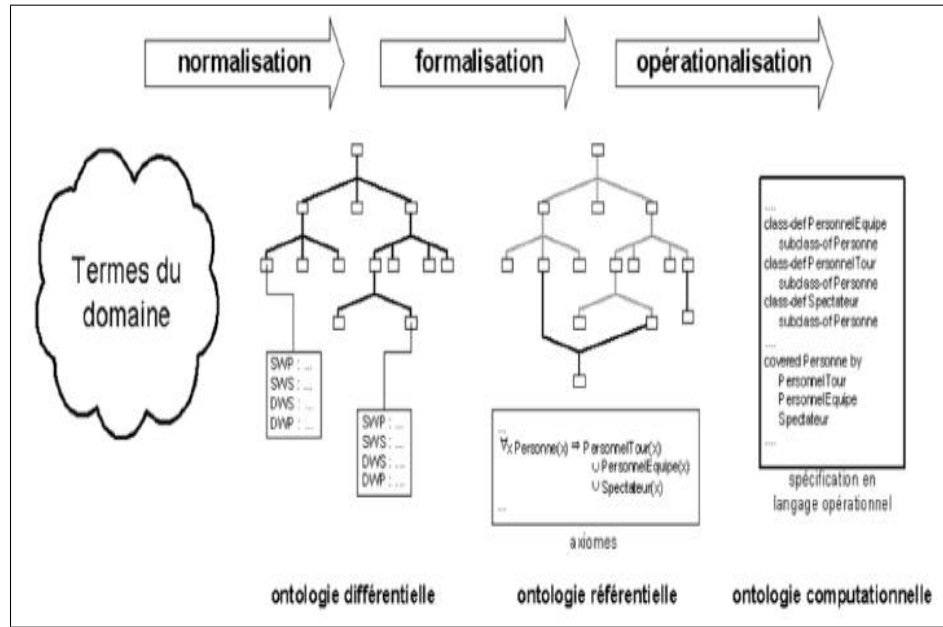 normalisation
formalisation
opérationalisation
Termes du
domaine
SWP : ...
SWS : ...
DWS : ...
DWP : ...
SWP : ...
SWS : ...
DWS : ...
DWP : ...
...
∀x Personne(x) ⇒ PersonnelTour(x)
∪ PersonnelEquipe(x)
∪ Spectateur(x)
...
axiomes
....
class-def PersonnelEquipe
subclass-of Personne
class-def PersonnelTour
subclass-of Personne
class-def Spectateur
subclass-of Personne
....
covered Personne by
PersonnelTour
PersonnelEquipe
Spectateur
....
spécification en
langage opérationnel
ontologie différentielle
ontologie référentielle
ontologie computationnelle